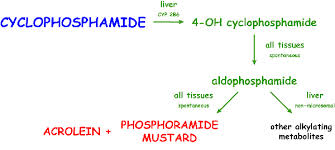 liver
CYCLOPHOSPHAMIDE 4-OH cyclophosphamide
CYP 2B6
all tissues
spontaneous
aldophosphamide
all tissues liver
spontaneous non-microsomal
ACROLEIN + PHOSPHORAMIDE MUSTARD
other alkylating
metabolites